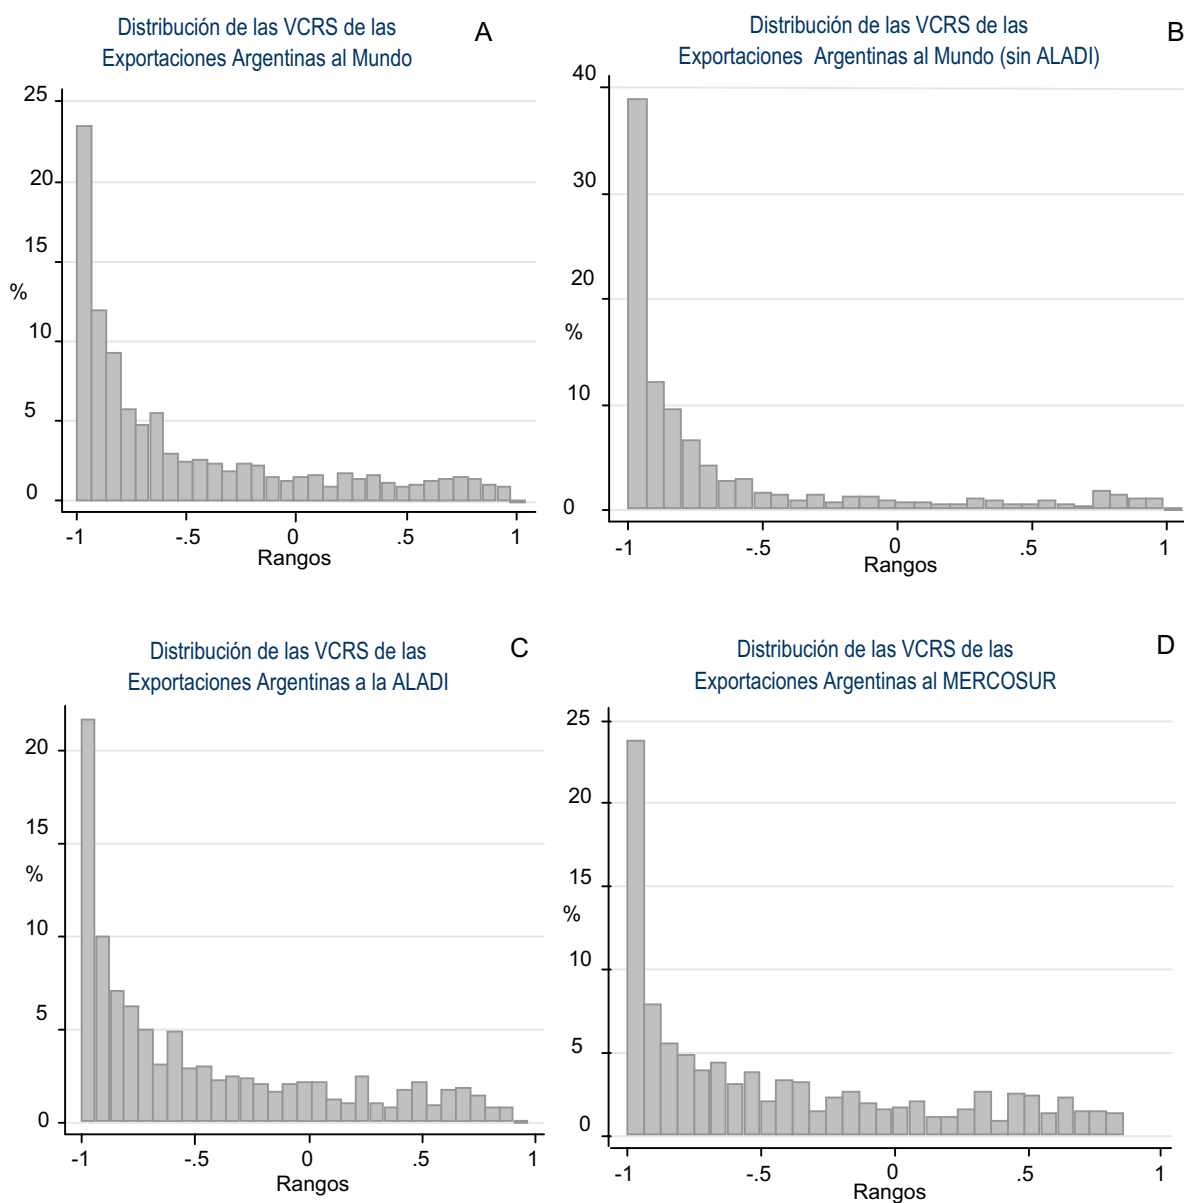 Distribución de las VCRS de las
Exportaciones Argentinas al Mundo
A
25
20
15
%
10
5
0
-1 -.5 0 .5 1
Rangos
Distribución de las VCRS de las
Exportaciones Argentinas al Mundo (sin ALADI)
B
40
30
20
%
10
0
-1 -.5 0 .5 1
Rangos
Distribución de las VCRS de las
Exportaciones Argentinas a la ALADI
C
20
15
%
10
5
0
-1 -.5 0 .5 1
Rangos
Distribución de las VCRS de las
Exportaciones Argentinas al MERCOSUR
D
25
20
15
%
10
5
0
-1 -.5 0 .5 1
Rangos